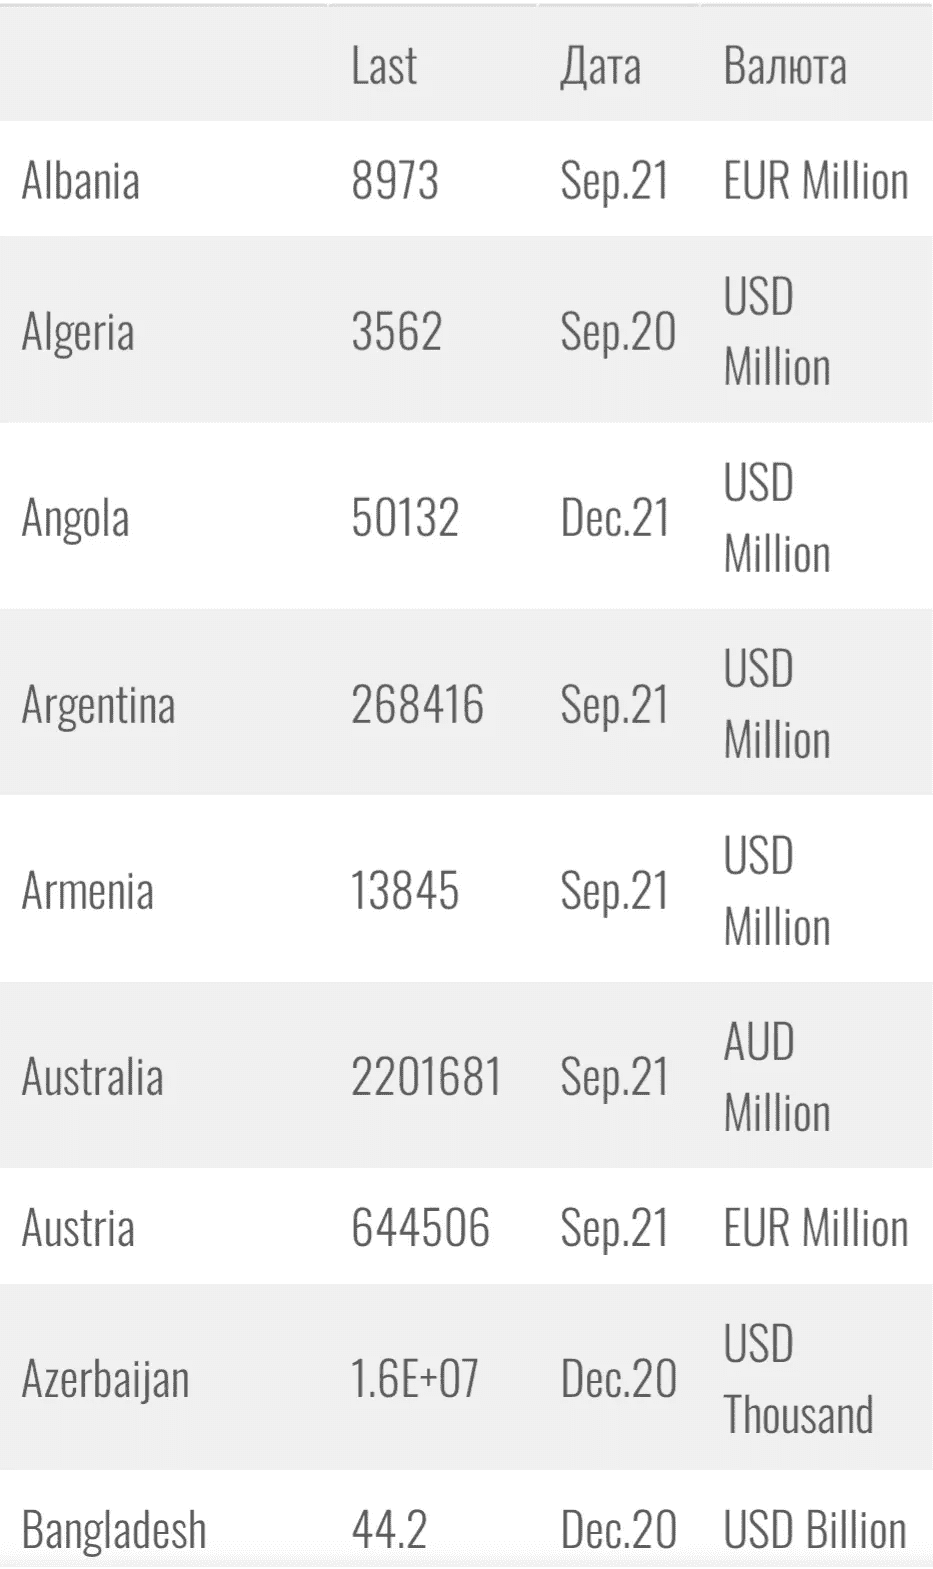 Last Дата Валюта
Albania 8973 Sep.21 EUR Million
Algeria 3562 Sep.20 USD
Million
Angola 50132 Dec.21 USD
Million
Argentina 268416 Sep.21 USD
Million
Armenia 13845 Sep.21 USD
Million
Australia 2201681 Sep.21 AUD
Million
Austria 644506 Sep.21 EUR Million
Azerbaijan 1.6E+07 Dec.20 USD
Thousand
Bangladesh 44.2 Dec.20 USD Billion